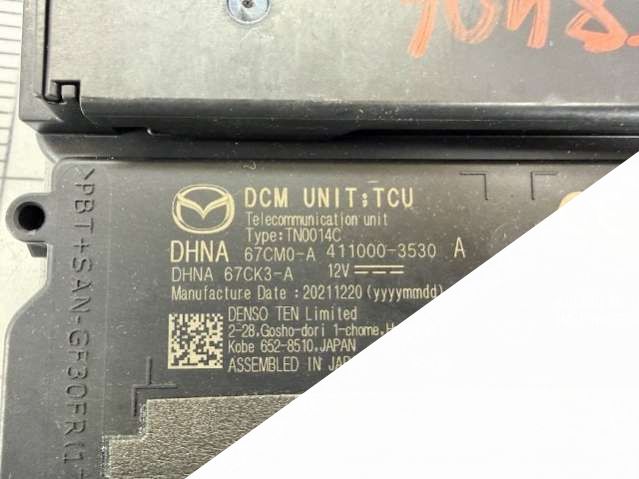 DCM UNIT;TCU
Telecommunication unit
Type:TN0014C
DHNA 67CM0-A 411000-3530 A
DHNA 67CK3-A 12V
Manufacture Date:20211220(yyyymmdd)
DENSO TEN Limited
2-28,Gosho-dori 1-chome,
Kobe 652-8510,JAPAN
ASSEMBLED IN
>PBT+SAN-GF30FR(1